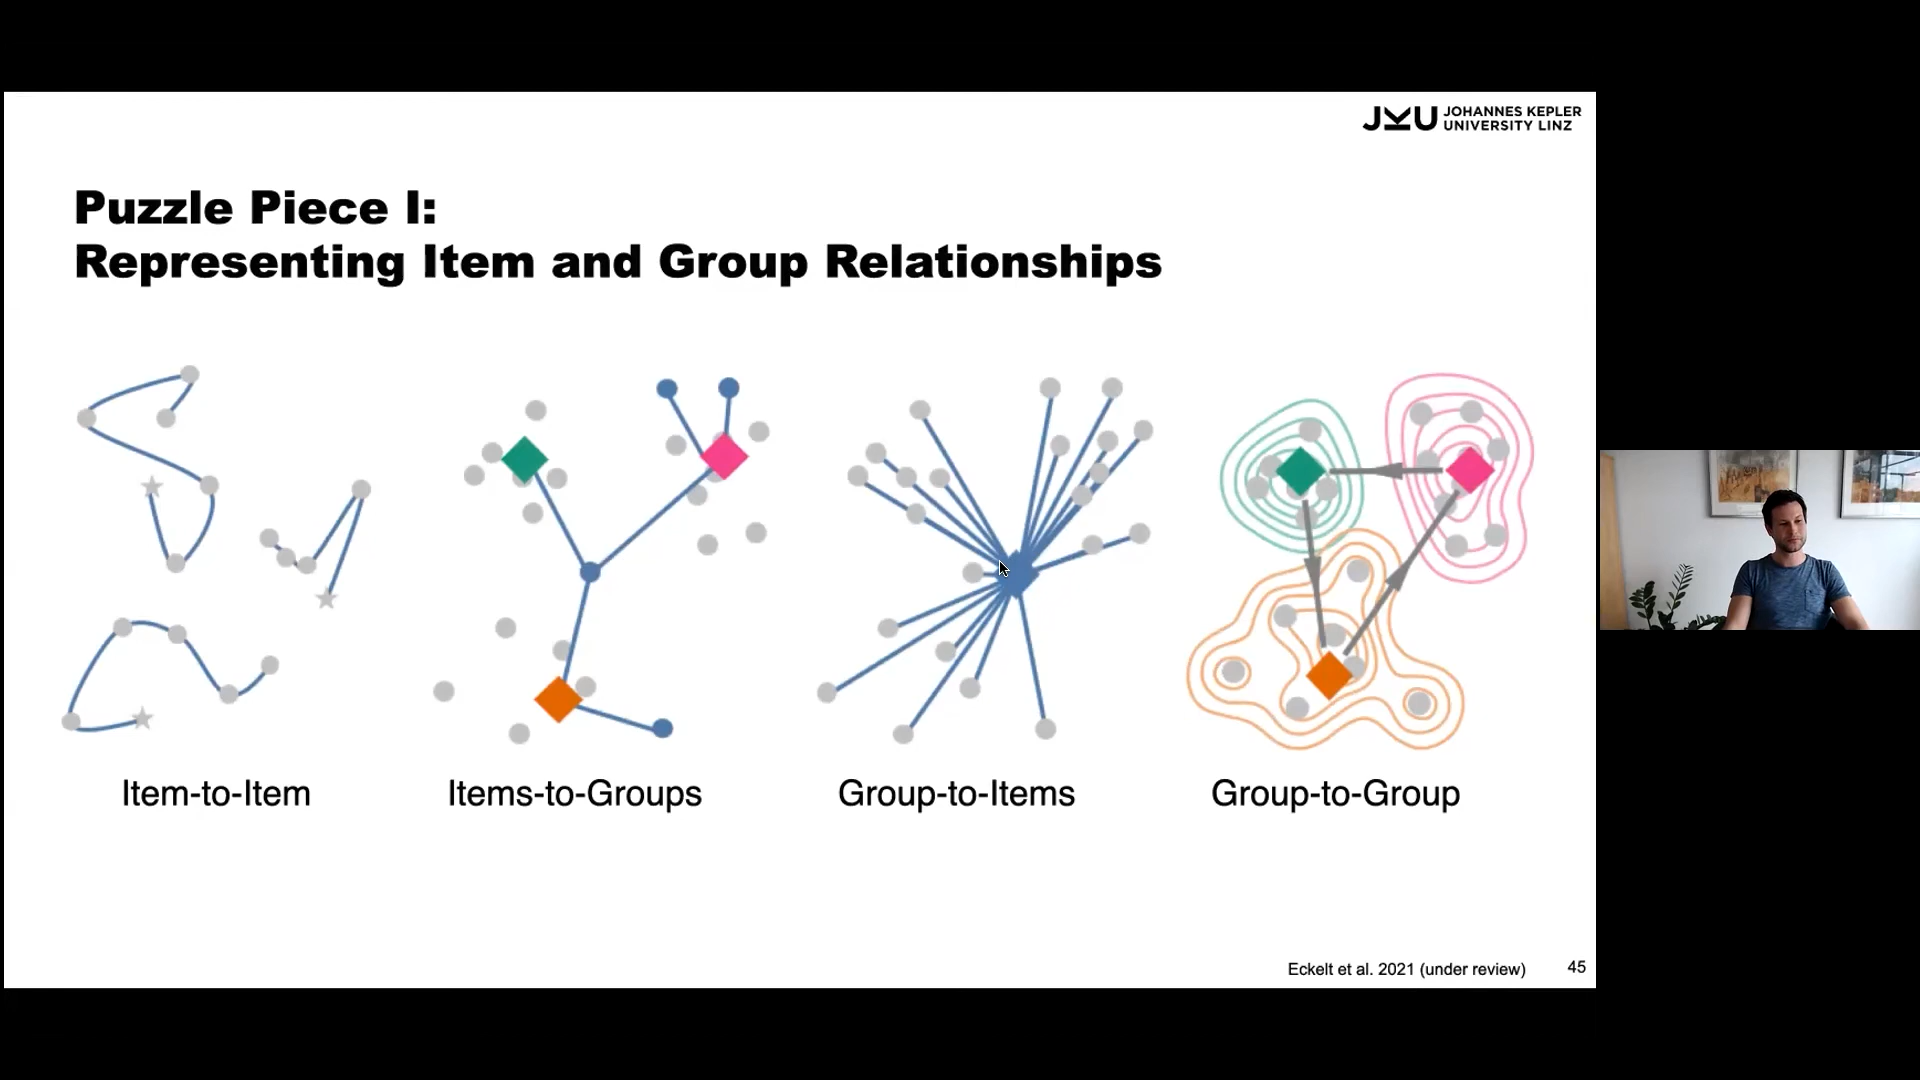 JKU JOHANNES KEPLER
UNIVERSITY LINZ
Puzzle Piece I:
Representing Item and Group Relationships
Item-to-Item
Items-to-Groups
Group-to-Items
Group-to-Group
Eckelt et al. 2021 (under review)
45